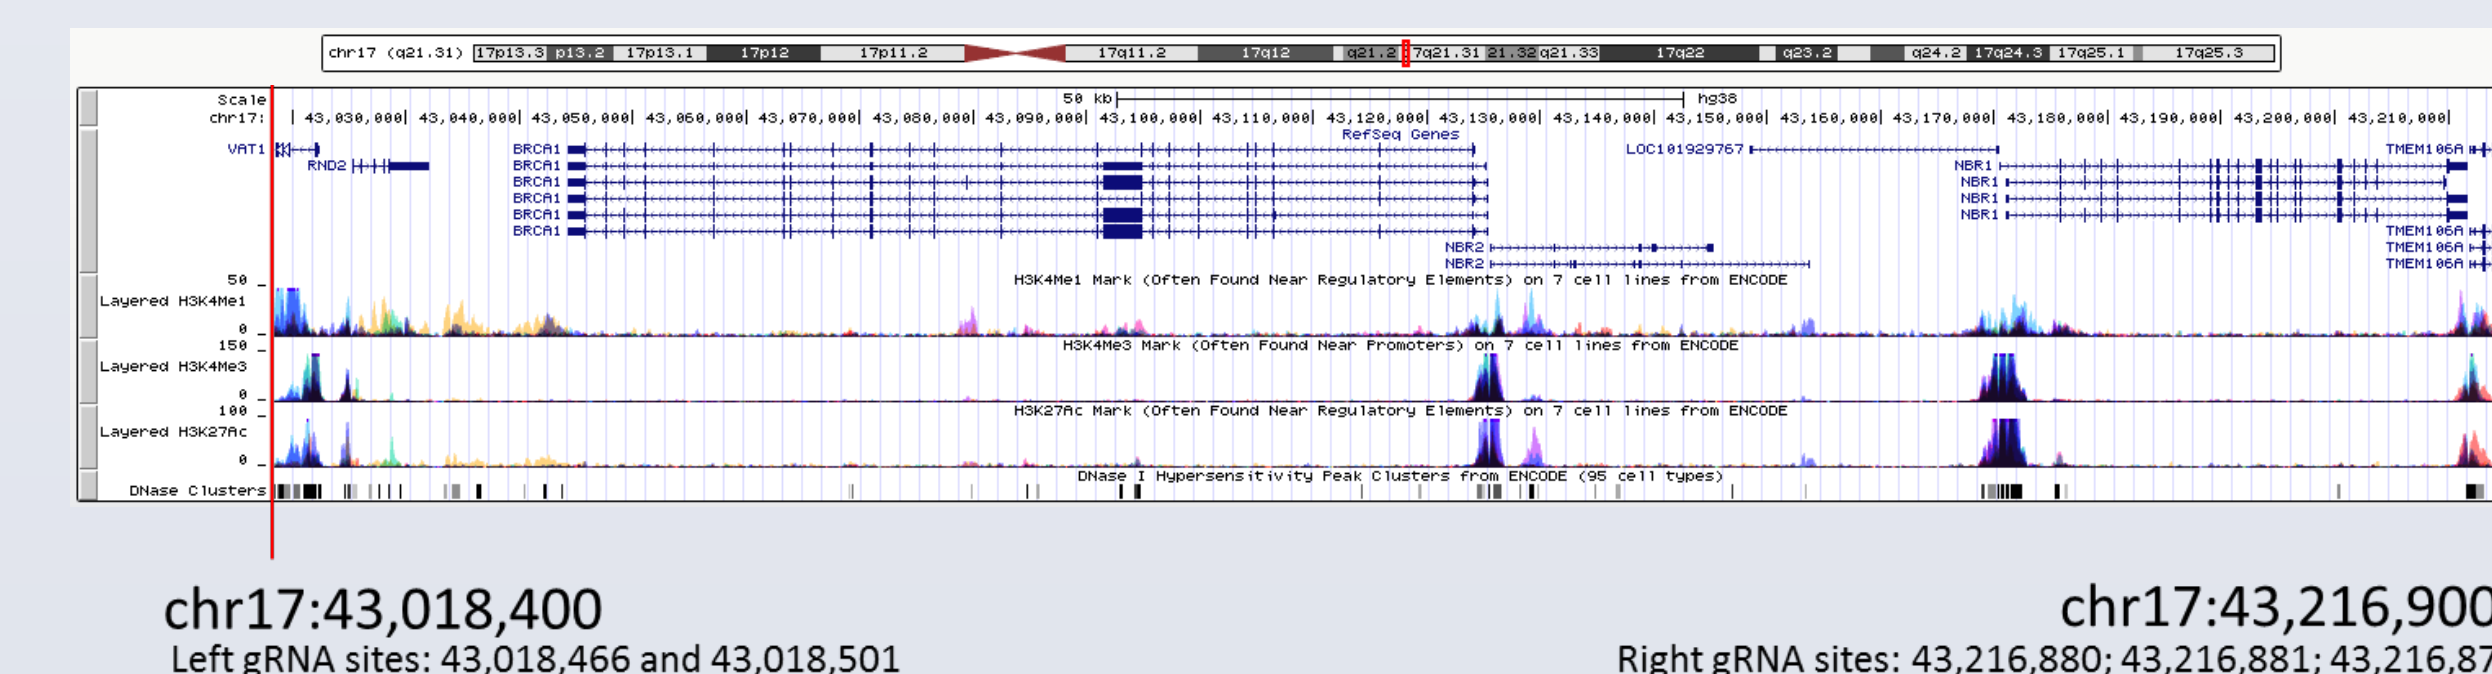 chr17 (q21.31) 17p13.3 p13.2 17p13.1 17p12 17p11.2 17q11.2 17q12 q21.2 17q21.31 21.32 q21.33 17q22 q23.2 q24.2 17q24.3 17q25.1 17q25.3
Scale 50 kb hg38
chr17: 43,030,000 43,040,000 43,050,000 43,060,000 43,070,000 43,080,000 43,090,000 43,100,000 43,110,000 43,120,000 43,130,000 43,140,000 43,150,000 43,160,000 43,170,000 43,180,000 43,190,000 43,200,000 43,210,000
RefSeq Genes
VAT1 BRCA1 LOC101929767 TMEM106A
RND2 BRCA1 NBR1
BRCA1 NBR1
BRCA1 NBR1
BRCA1 NBR1
BRCA1 TMEM106A
NBR2 TMEM106A
NBR2 TMEM106A
50 H3K4Me1 Mark (Often Found Near Regulatory Elements) on 7 cell lines from ENCODE
Layered H3K4Me1
0
150 H3K4Me3 Mark (Often Found Near Promoters) on 7 cell lines from ENCODE
Layered H3K4Me3
0
100 H3K27Ac Mark (Often Found Near Regulatory Elements) on 7 cell lines from ENCODE
Layered H3K27Ac
0
DNase I Hypersensitivity Peak Clusters from ENCODE (95 cell types)
DNase Clusters
chr17:43,018,400 chr17:43,216,900
Left gRNA sites: 43,018,466 and 43,018,501 Right gRNA sites: 43,216,880; 43,216,881; 43,216,87